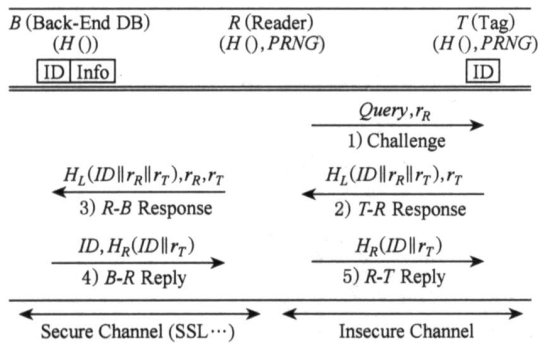 B (Back-End DB) R (Reader) T (Tag)
(H()) (H(),PRNG) (H(),PRNG)
ID Info ID
Query,r_R
1) Challenge
H_L(ID‖r_R‖r_T),r_R,r_T H_L(ID‖r_R‖r_T),r_T
3) R-B Response 2) T-R Response
ID,H_R(ID‖r_T) H_R(ID‖r_T)
4) B-R Reply 5) R-T Reply
Secure Channel (SSL···) Insecure Channel